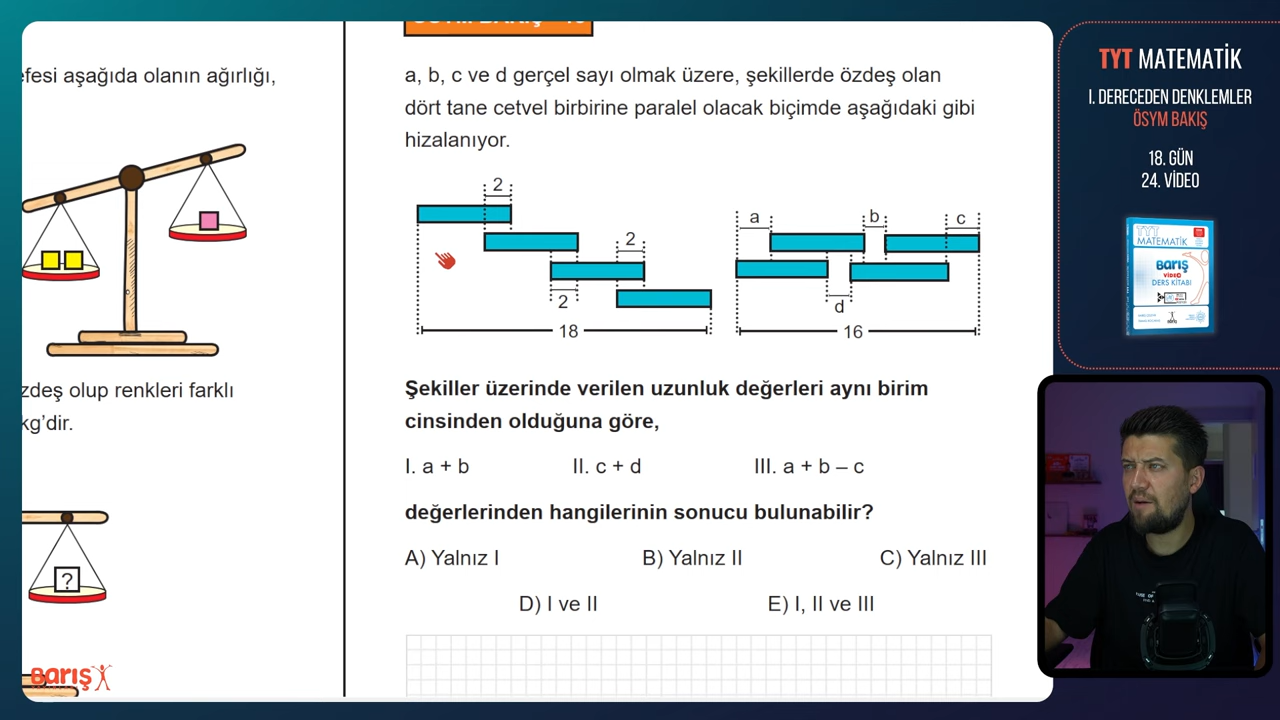 efesi aşağıda olanın ağırlığı,
?
zdeş olup renkleri farklı
kg'dir.
BARIŞ
a, b, c ve d gerçel sayı olmak üzere, şekillerde özdeş olan
dört tane cetvel birbirine paralel olacak biçimde aşağıdaki gibi
hizalanıyor.
2
2
2
18
a
b
c
d
16
Şekiller üzerinde verilen uzunluk değerleri aynı birim
cinsinden olduğuna göre,
I. a + b II. c + d III. a + b – c
değerlerinden hangilerinin sonucu bulunabilir?
A) Yalnız I B) Yalnız II C) Yalnız III
D) I ve II E) I, II ve III
TYT MATEMATİK
I. DERECEDEN DENKLEMLER
ÖSYM BAKIŞ
18. GÜN
24. VİDEO
TYT
MATEMATİK
BARIŞ
VİDEO
DERS KİTABI